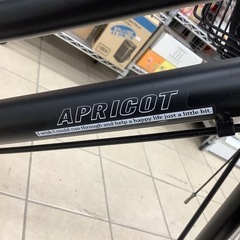 APRICOT
I wish I could run through and help a happy life just a little bit.